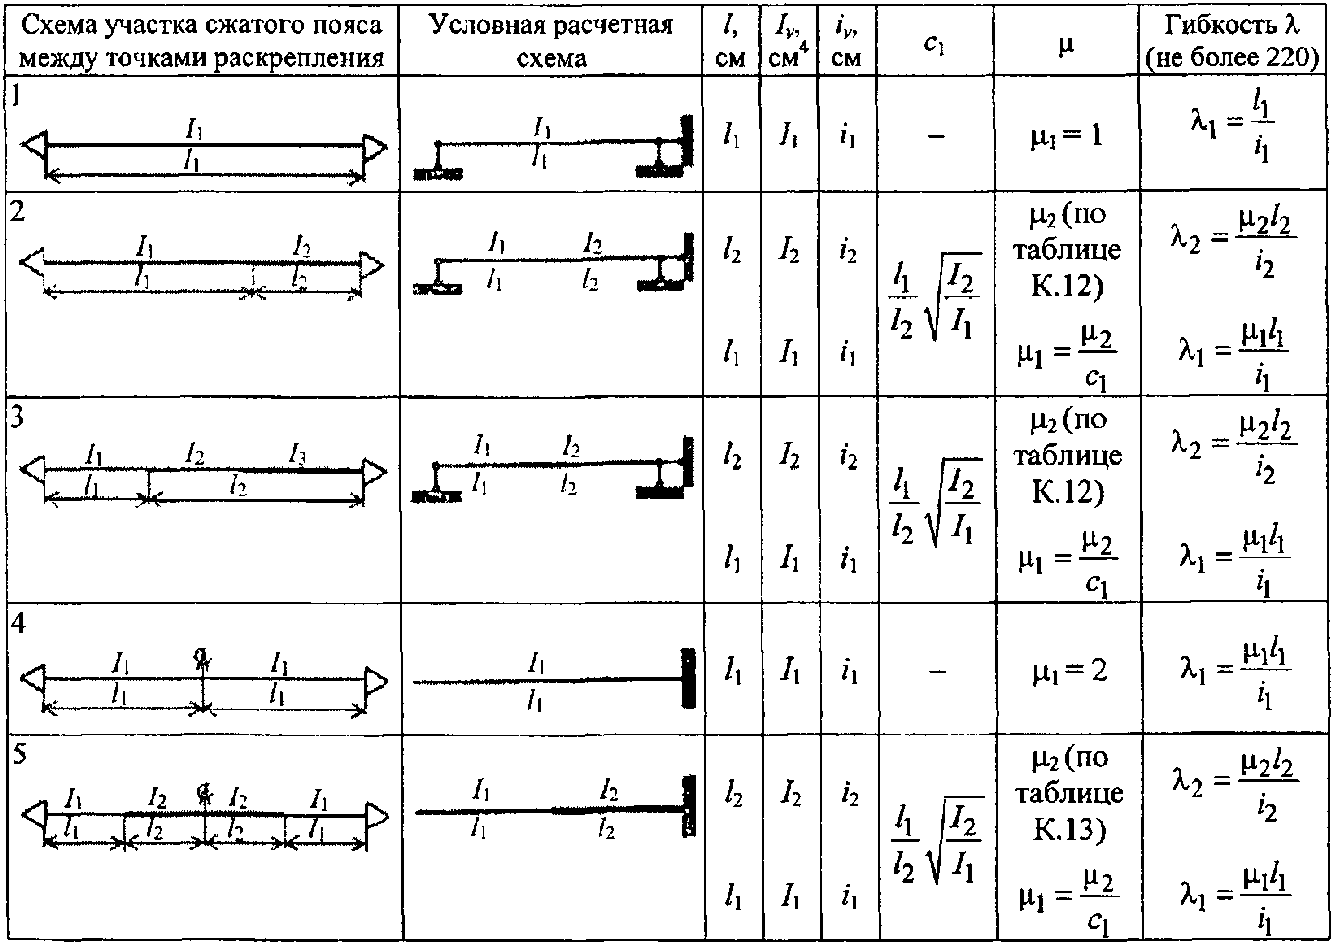 Схема участка сжатого пояса между точками раскрепления
Условная расчетная схема
l, см
I_y, см⁴
i_y, см
c₁
μ
Гибкость λ (не более 220)
1
I₁
l₁
I₁
l₁
l₁
I₁
i₁
–
μ₁ = 1
λ₁ = l₁/i₁
2
I₁ I₂
l₁ l₂
I₁ I₂
l₁ l₂
l₂
I₂
i₂
l₁/l₂ √(I₂/I₁)
μ₂ (по таблице К.12)
λ₂ = μ₂l₂/i₂
l₁
I₁
i₁
μ₁ = μ₂/c₁
λ₁ = μ₁l₁/i₁
3
I₁ I₂ I₃
l₁ l₂
I₁ I₂
l₁ l₂
l₂
I₂
i₂
l₁/l₂ √(I₂/I₁)
μ₂ (по таблице К.12)
λ₂ = μ₂l₂/i₂
l₁
I₁
i₁
μ₁ = μ₂/c₁
λ₁ = μ₁l₁/i₁
4
I₁ I₁
l₁ l₁
I₁
l₁
l₁
I₁
i₁
–
μ₁ = 2
λ₁ = μ₁l₁/i₁
5
I₁ I₂ I₂ I₁
l₁ l₂ l₂ l₁
I₁ I₂
l₁ l₂
l₂
I₂
i₂
l₁/l₂ √(I₂/I₁)
μ₂ (по таблице К.13)
λ₂ = μ₂l₂/i₂
l₁
I₁
i₁
μ₁ = μ₂/c₁
λ₁ = μ₁l₁/i₁